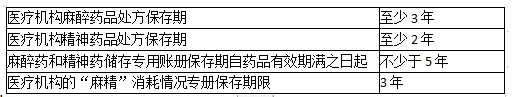 医疗机构麻醉药品处方保存期 至少 3 年
医疗机构精神药品处方保存期 至少 2 年
麻醉药和精神药储存专用账册保存期自药品有效期满之日起 不少于 5 年
医疗机构的“麻精”消耗情况专册保存期限 3 年